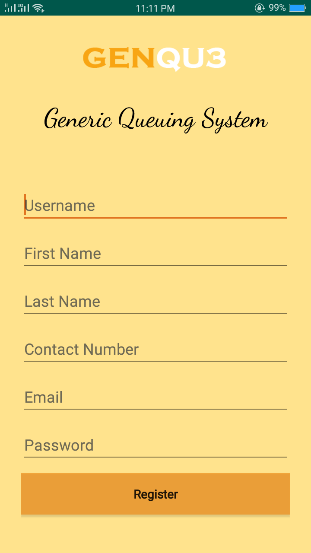 11:11 PM 99%
GENQU3
Generic Queuing System
Username
First Name
Last Name
Contact Number
Email
Password
Register